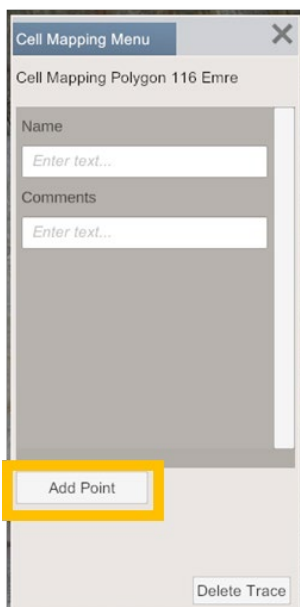 Cell Mapping Menu
Cell Mapping Polygon 116 Emre
Name
Enter text...
Comments
Enter text...
Add Point
Delete Trace